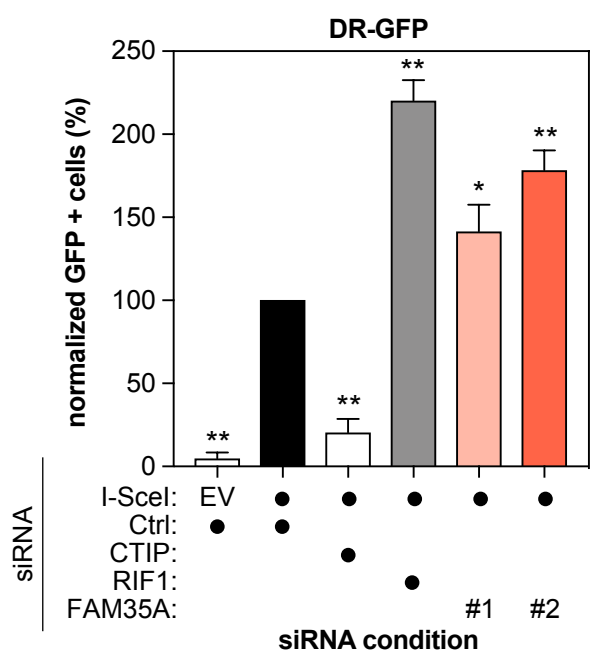 DR-GFP
normalized GFP + cells (%)
250
200
150
100
50
0
**
**
**
*
**
siRNA
I-SceI: EV ● ● ● ● ●
Ctrl: ● ●
CTIP: ●
RIF1: ●
FAM35A: #1 #2
siRNA condition